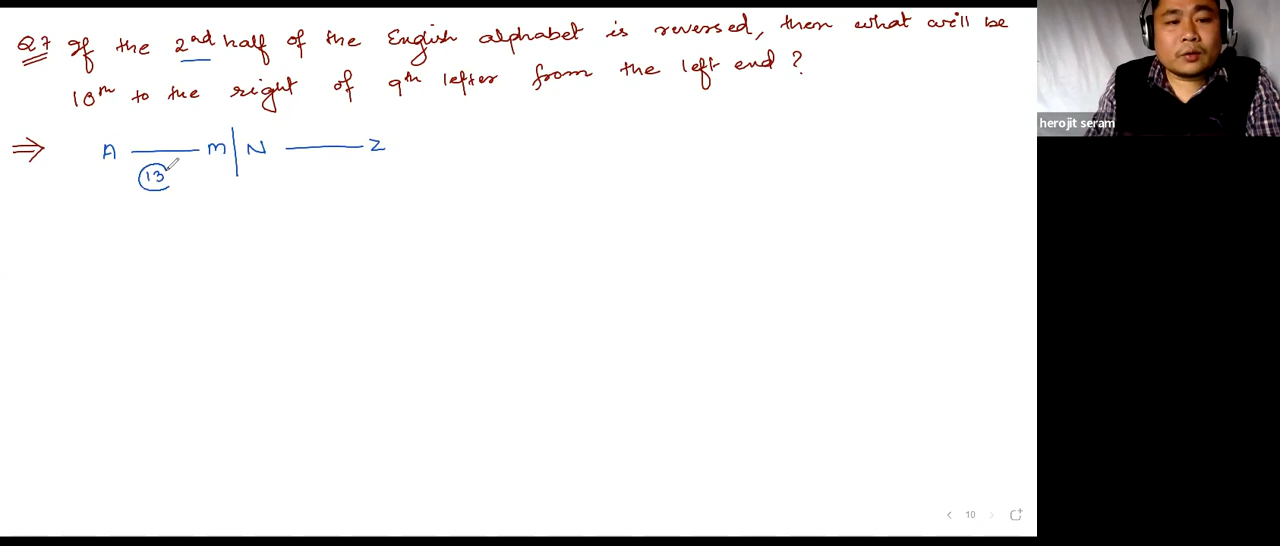 Q7 If the 2nd half of the English alphabet is reversed, then what will be
10th to the right of 9th letter from the left end ?
⇒ A — M | N — Z
13
herojit seram
< 10 >